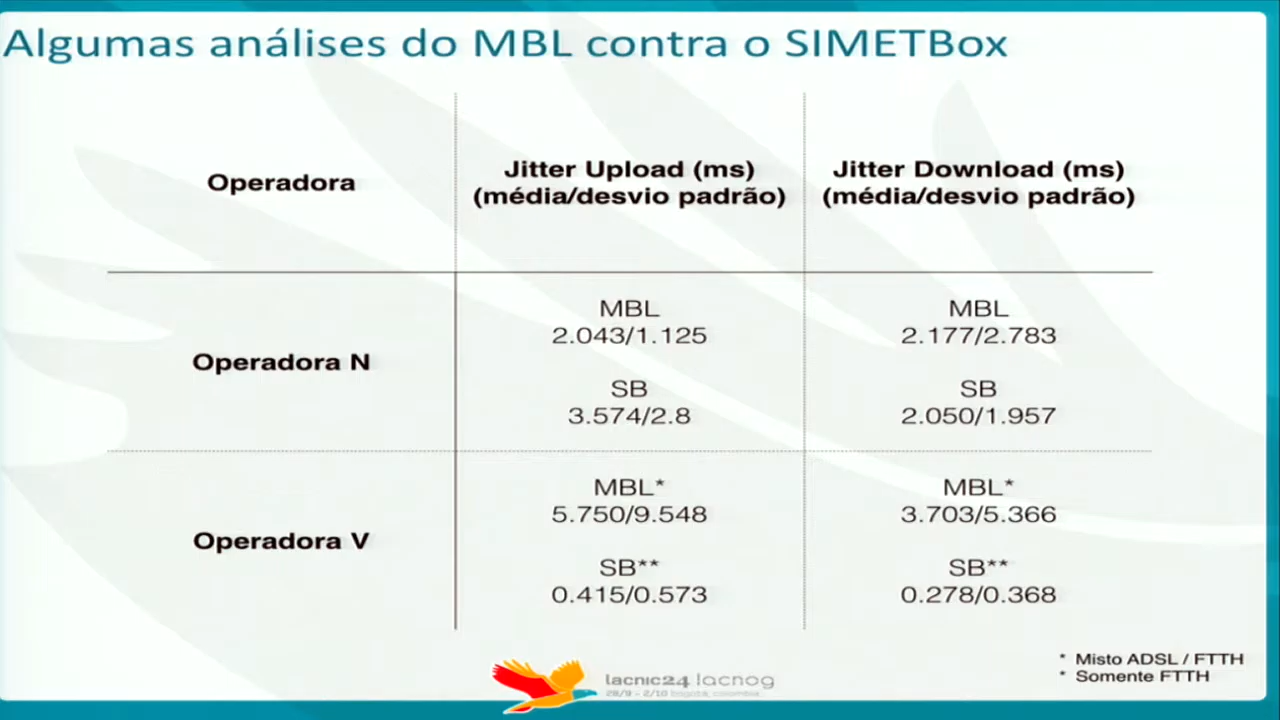 Algumas análises do MBL contra o SIMETBox
Operadora
Jitter Upload (ms)
(média/desvio padrão)
Jitter Download (ms)
(média/desvio padrão)
Operadora N
MBL
2.043/1.125
SB
3.574/2.8
MBL
2.177/2.783
SB
2.050/1.957
Operadora V
MBL*
5.750/9.548
SB**
0.415/0.573
MBL*
3.703/5.366
SB**
0.278/0.368
* Misto ADSL / FTTH
* Somente FTTH
lacnic24 lacnog
28/9 - 2/10 bogotá, colombia